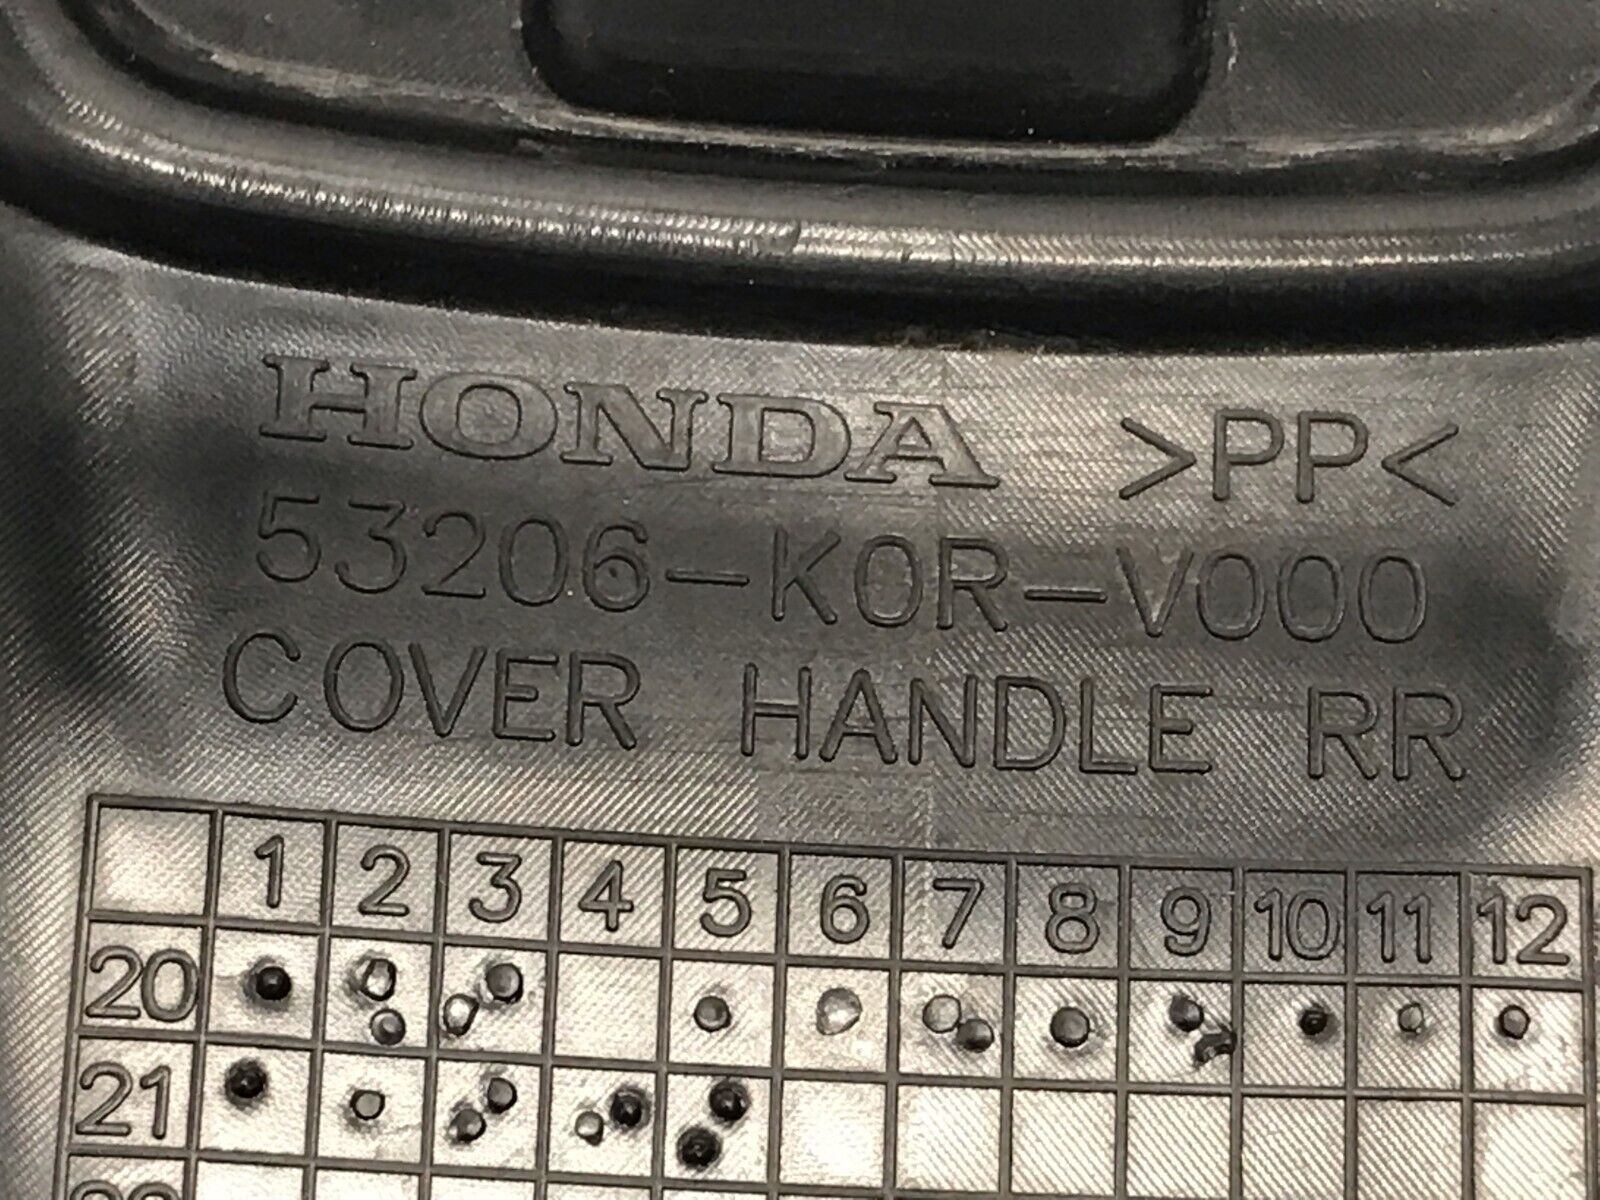 HONDA >PP<
53206-K0R-V000
COVER HANDLE RR
1 2 3 4 5 6 7 8 9 10 11 12
20
21